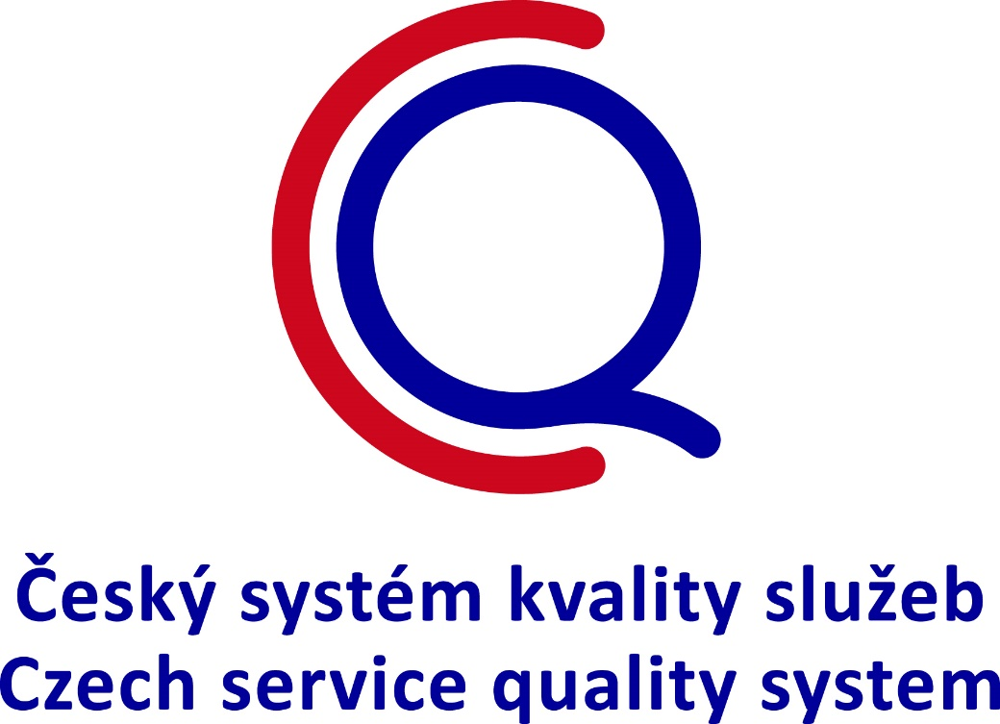 Český systém kvality služeb
Czech service quality system